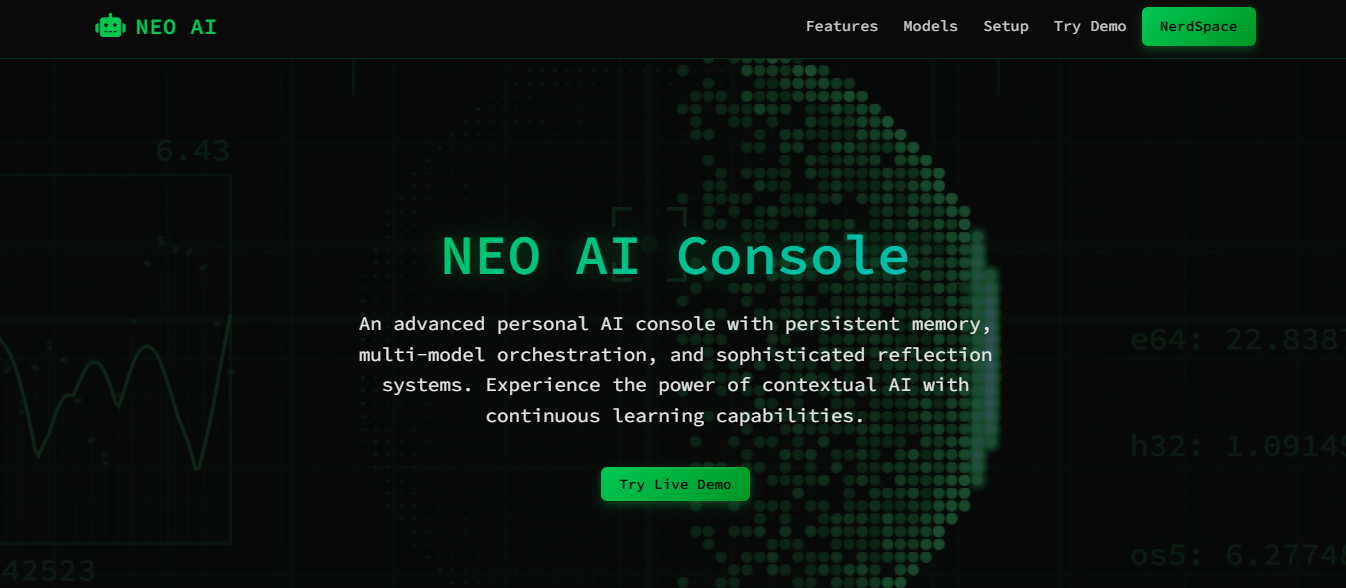 NEO AI
Features Models Setup Try Demo NerdSpace
6.43
NEO AI Console
An advanced personal AI console with persistent memory,
multi-model orchestration, and sophisticated reflection
systems. Experience the power of contextual AI with
continuous learning capabilities.
Try Live Demo
e64: 22.8387
h32: 1.09145
os5: 6.27748
42523